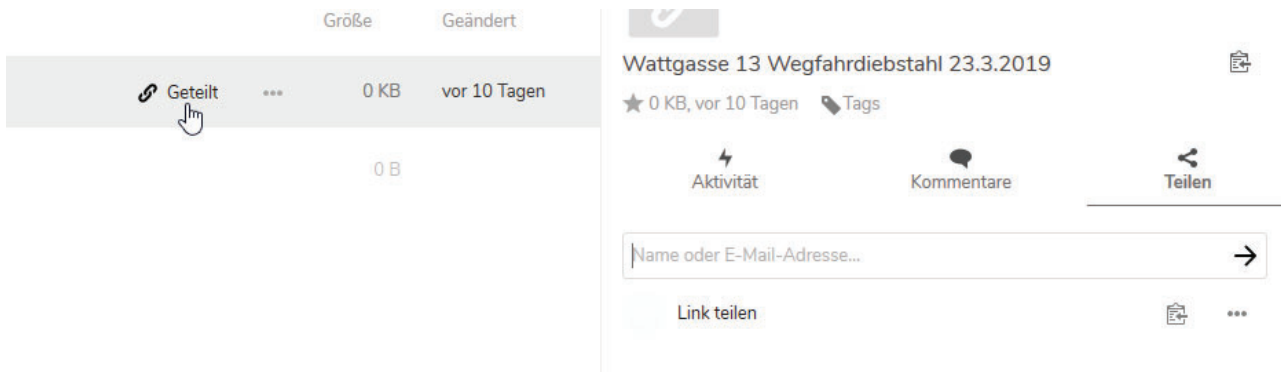 Größe Geändert
Geteilt ••• 0 KB vor 10 Tagen
0 B
Wattgasse 13 Wegfahrdiebstahl 23.3.2019
0 KB, vor 10 Tagen Tags
Aktivität Kommentare Teilen
Name oder E-Mail-Adresse...
Link teilen •••